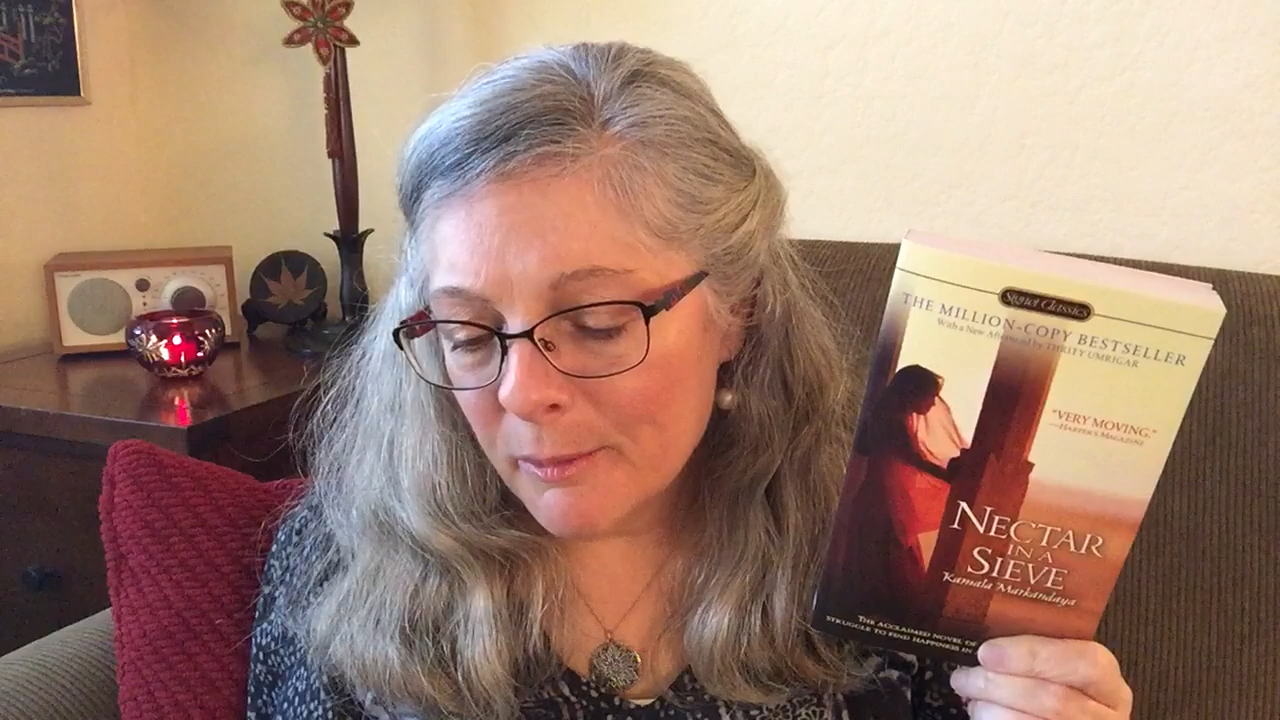 Signet Classics
THE MILLION-COPY BESTSELLER
With a New Afterword by THRITY UMRIGAR
"VERY MOVING."
—HARPER'S MAGAZINE
NECTAR
IN A
SIEVE
Kamala Markandaya
THE ACCLAIMED NOVEL OF
STRUGGLE TO FIND HAPPINESS IN